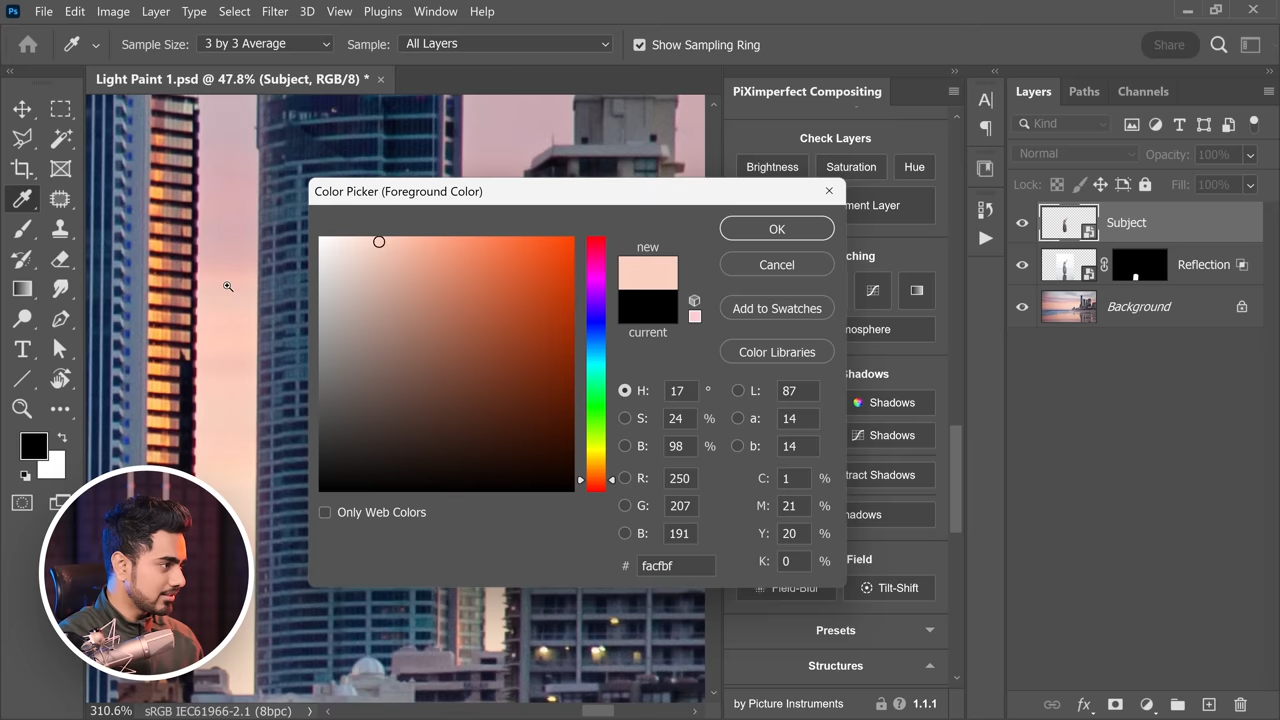 Ps File Edit Image Layer Type Select Filter 3D View Plugins Window Help
Sample Size: 3 by 3 Average Sample: All Layers Show Sampling Ring Share
Light Paint 1.psd @ 47.8% (Subject, RGB/8) *
PiXimperfect Compositing
Layers Paths Channels
Check Layers
Kind
Brightness Saturation Hue
Normal Opacity: 100%
Lock: Fill: 100%
Color Picker (Foreground Color)
ment Layer
Subject
new
OK
ching
Cancel
Reflection
Add to Swatches
Background
current
mosphere
Color Libraries
hadows
H: 17 ° L: 87
Shadows
S: 24 % a: 14
B: 98 % b: 14
Shadows
R: 250 C: 1 %
tract Shadows
G: 207 M: 21 %
Only Web Colors
hadows
B: 191 Y: 20 %
# facfbf K: 0 %
Field
Field-Blur Tilt-Shift
Presets
Structures
by Picture Instruments 1.1.1
310.6% sRGB IEC61966-2.1 (8bpc)